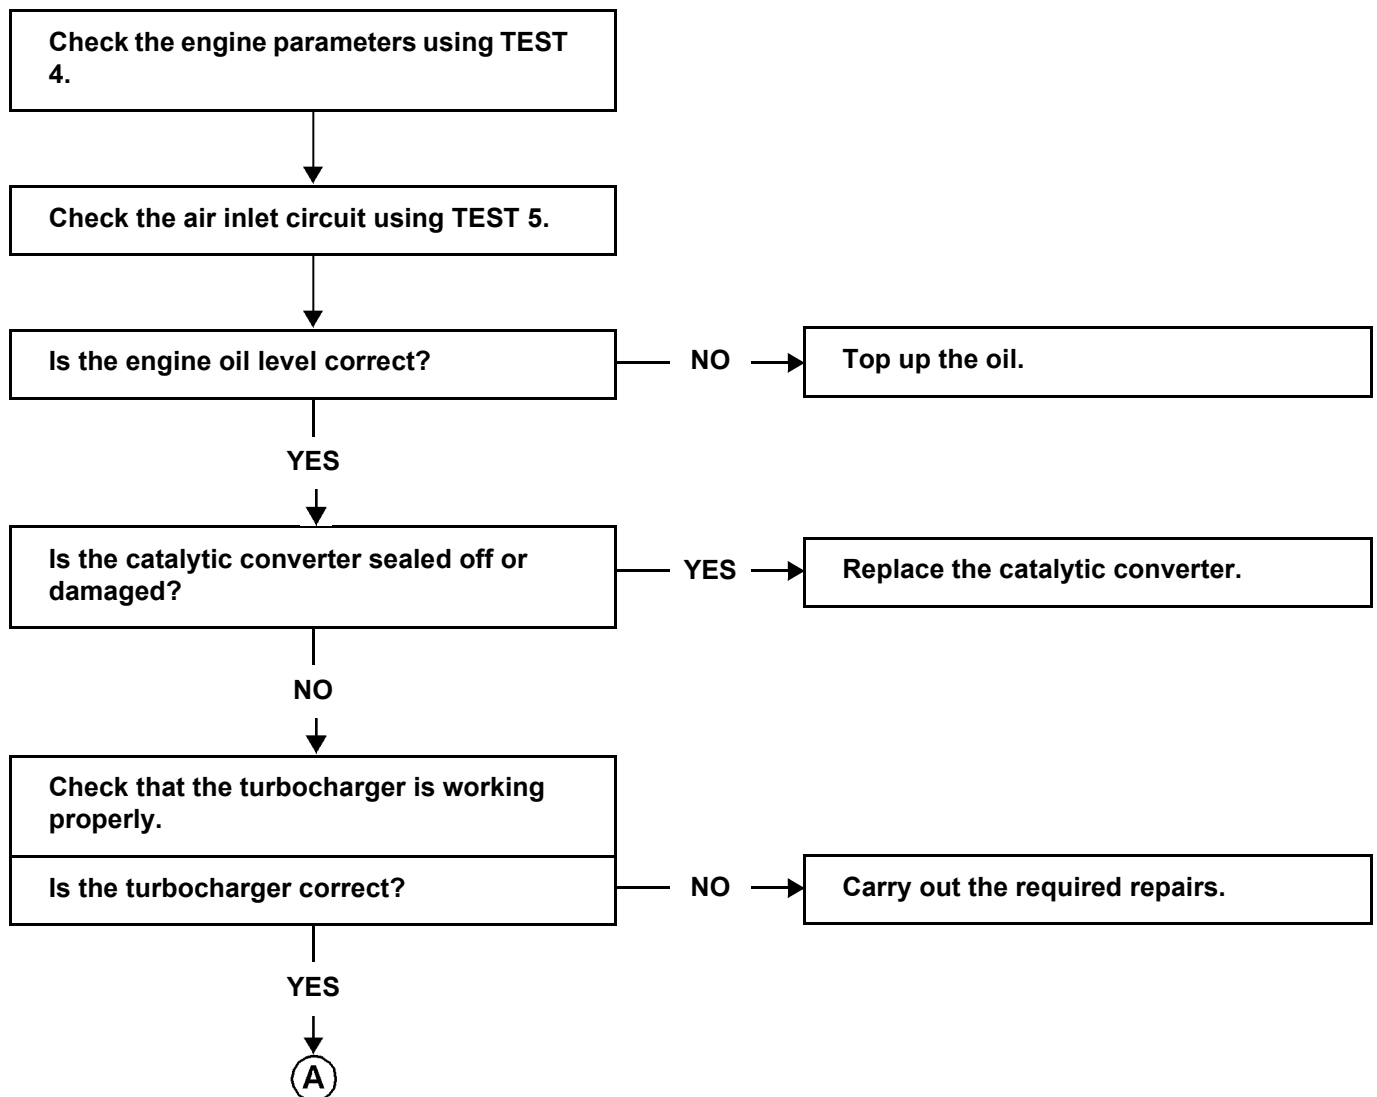 Check the engine parameters using TEST
4.
Check the air inlet circuit using TEST 5.
Is the engine oil level correct?
NO
Top up the oil.
YES
Is the catalytic converter sealed off or
damaged?
YES
Replace the catalytic converter.
NO
Check that the turbocharger is working
properly.
Is the turbocharger correct?
NO
Carry out the required repairs.
YES
A